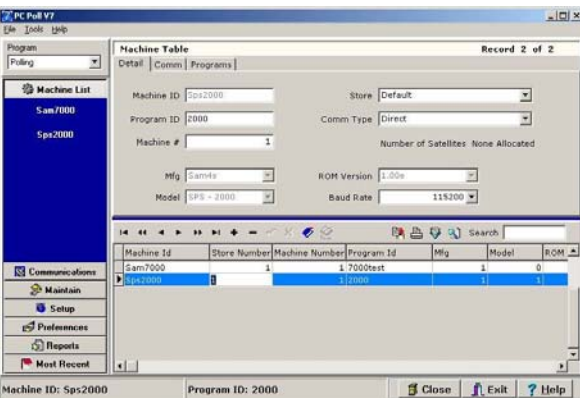 PC Poll V7
File Tools Help
Program
Polling
Machine List
Sam7000
Sps2000
Communications
Maintain
Setup
Preferences
Reports
Most Recent
Machine Table Record 2 of 2
Detail Comm Programs
Machine ID Sps2000 Store Default
Program ID 2000 Comm Type Direct
Machine # 1 Number of Satellites None Allocated
Mfg Sam4s ROM Version 1.00x
Model SPS - 2000 Baud Rate 115200
Search
Machine Id Store Number Machine Number Program Id Mfg Model ROM
Sam7000 1 1 7000test 1 0
Sps2000 1 1 2000 1 1
Machine ID: Sps2000 Program ID: 2000 Close Exit Help